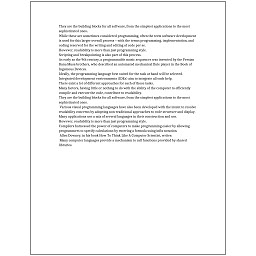 They are the building blocks for all software, from the simplest applications to the most
sophisticated ones.
While these are sometimes considered programming, often the term software development
is used for this larger overall process – with the terms programming, implementation, and
coding reserved for the writing and editing of code per se.
However, readability is more than just programming style.
Scripting and breakpointing is also part of this process.
As early as the 9th century, a programmable music sequencer was invented by the Persian
Banu Musa brothers, who described an automated mechanical flute player in the Book of
Ingenious Devices.
Ideally, the programming language best suited for the task at hand will be selected.
Integrated development environments (IDEs) aim to integrate all such help.
There exist a lot of different approaches for each of those tasks.
Many factors, having little or nothing to do with the ability of the computer to efficiently
compile and execute the code, contribute to readability.
They are the building blocks for all software, from the simplest applications to the most
sophisticated ones.
Various visual programming languages have also been developed with the intent to resolve
readability concerns by adopting non-traditional approaches to code structure and display.
Many applications use a mix of several languages in their construction and use.
However, readability is more than just programming style.
Compilers harnessed the power of computers to make programming easier by allowing
programmers to specify calculations by entering a formula using infix notation.
Allen Downey, in his book How To Think Like A Computer Scientist, writes:
Many computer languages provide a mechanism to call functions provided by shared
libraries.